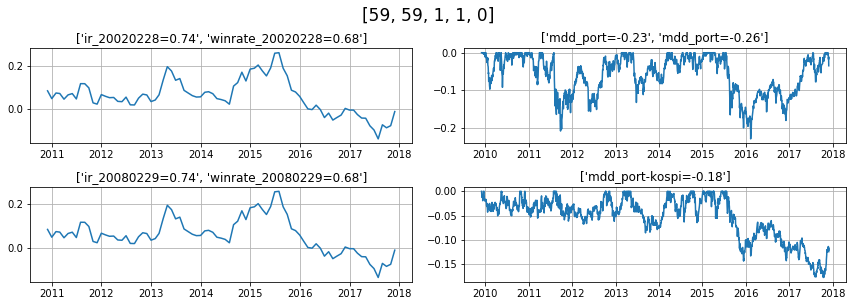 [59, 59, 1, 1, 0]
['ir_20020228=0.74', 'winrate_20020228=0.68']
0.2
0.0
2011 2012 2013 2014 2015 2016 2017 2018
['mdd_port=-0.23', 'mdd_port=-0.26']
0.0
−0.1
−0.2
2010 2011 2012 2013 2014 2015 2016 2017 2018
['ir_20080229=0.74', 'winrate_20080229=0.68']
0.2
0.0
2011 2012 2013 2014 2015 2016 2017 2018
['mdd_port-kospi=-0.18']
0.00
−0.05
−0.10
−0.15
2010 2011 2012 2013 2014 2015 2016 2017 2018